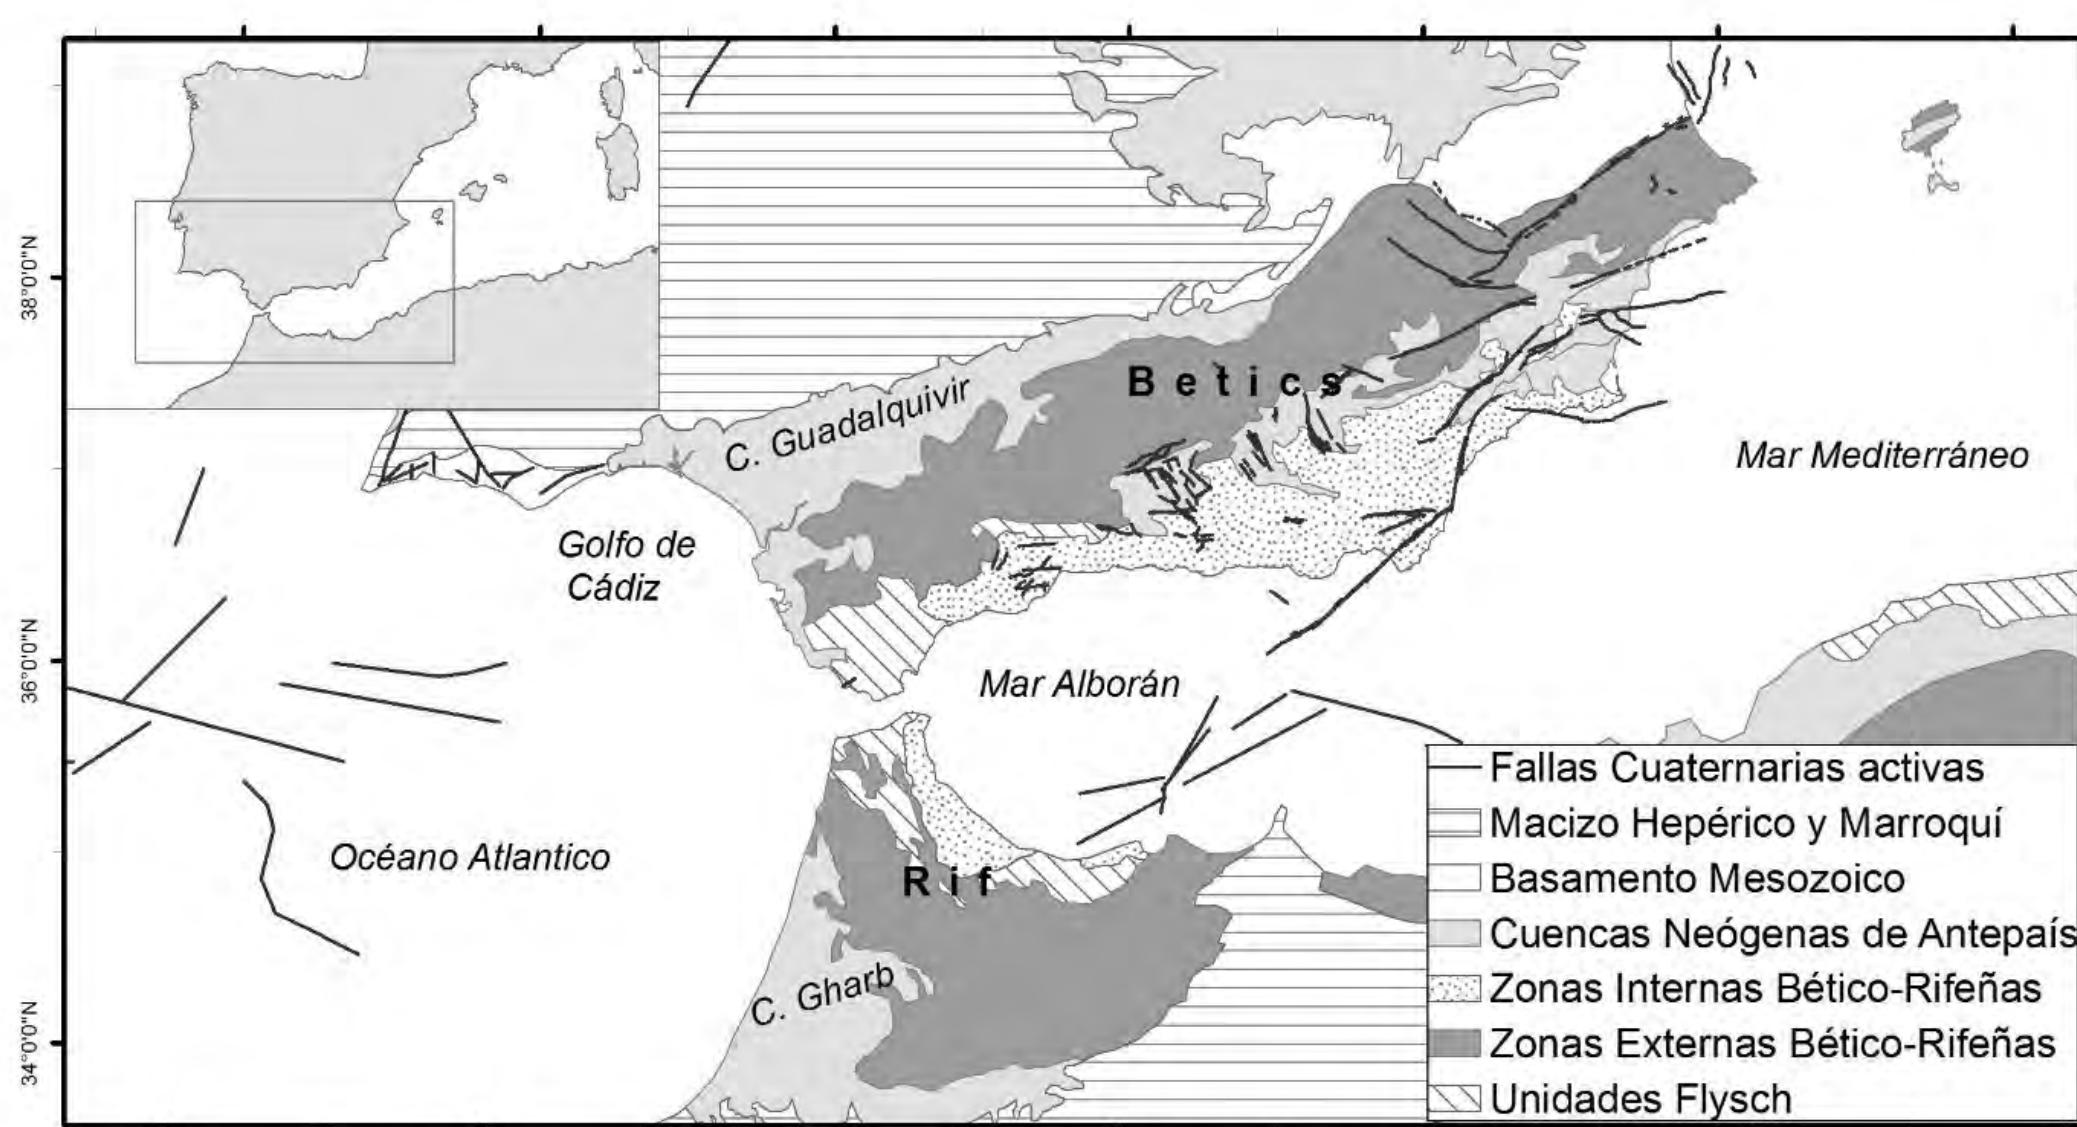 38°0'0"N
36°0'0"N
34°0'0"N
Betics
C. Guadalquivir
Mar Mediterráneo
Golfo de
Cádiz
Mar Alborán
Océano Atlantico
Rif
C. Gharb
Fallas Cuaternarias activas
Macizo Hepérico y Marroquí
Basamento Mesozoico
Cuencas Neógenas de Antepaís
Zonas Internas Bético-Rifeñas
Zonas Externas Bético-Rifeñas
Unidades Flysch